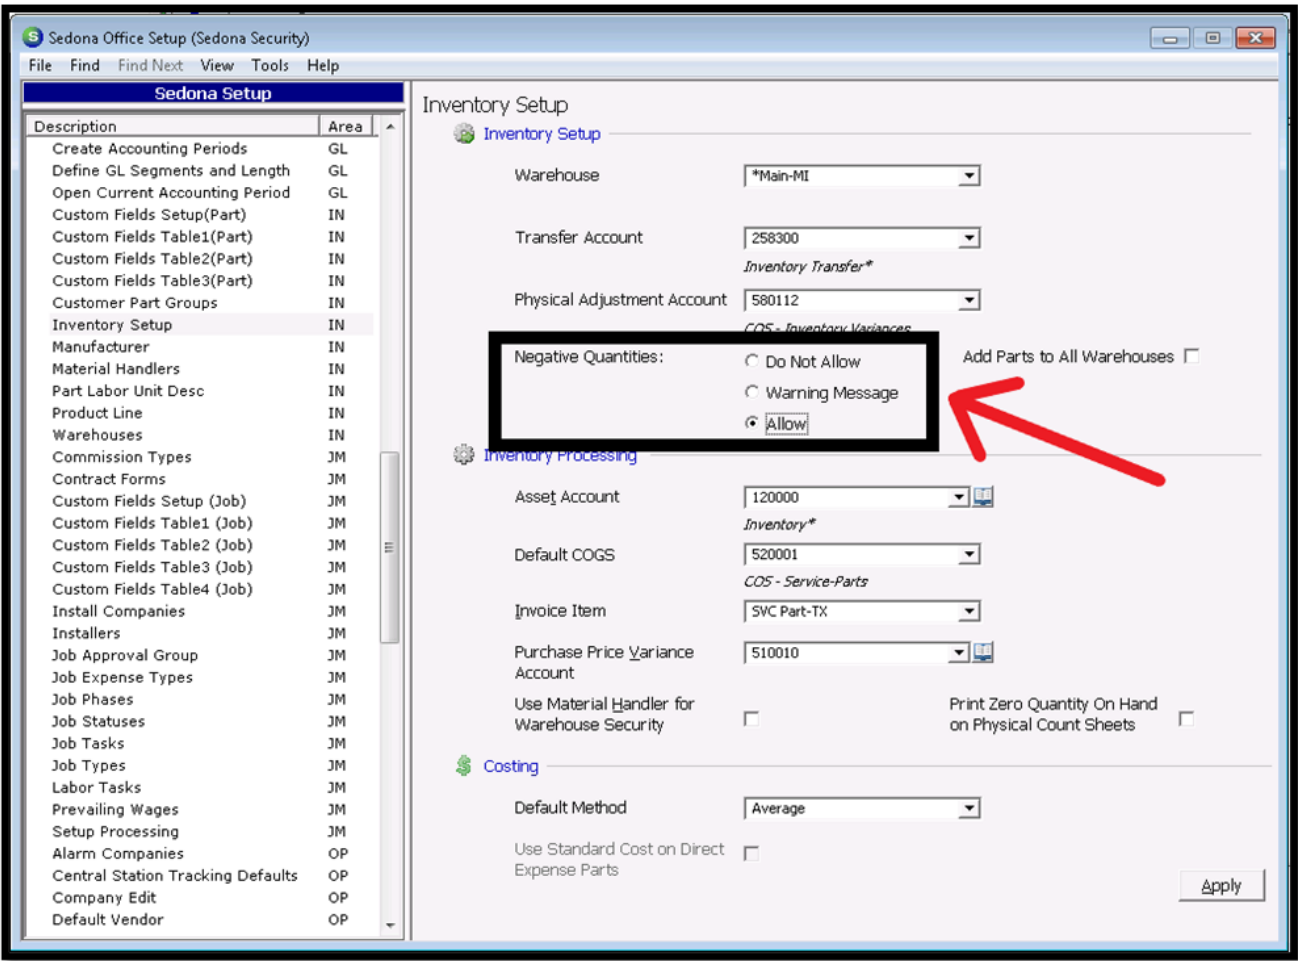 Sedona Office Setup (Sedona Security)
File Find Find Next View Tools Help
Sedona Setup
Description Area
Create Accounting Periods GL
Define GL Segments and Length GL
Open Current Accounting Period GL
Custom Fields Setup(Part) IN
Custom Fields Table1(Part) IN
Custom Fields Table2(Part) IN
Custom Fields Table3(Part) IN
Customer Part Groups IN
Inventory Setup IN
Manufacturer IN
Material Handlers IN
Part Labor Unit Desc IN
Product Line IN
Warehouses IN
Commission Types JM
Contract Forms JM
Custom Fields Setup (Job) JM
Custom Fields Table1 (Job) JM
Custom Fields Table2 (Job) JM
Custom Fields Table3 (Job) JM
Custom Fields Table4 (Job) JM
Install Companies JM
Installers JM
Job Approval Group JM
Job Expense Types JM
Job Phases JM
Job Statuses JM
Job Tasks JM
Job Types JM
Labor Tasks JM
Prevailing Wages JM
Setup Processing JM
Alarm Companies OP
Central Station Tracking Defaults OP
Company Edit OP
Default Vendor OP
Inventory Setup
Inventory Setup
Warehouse *Main-MI
Transfer Account 258300
Inventory Transfer*
Physical Adjustment Account 580112
COS - Inventory Variances
Negative Quantities: Do Not Allow Add Parts to All Warehouses
Warning Message
Allow
Inventory Processing
Asset Account 120000
Inventory*
Default COGS 520001
COS - Service-Parts
Invoice Item SVC Part-TX
Purchase Price Variance 510010
Account
Use Material Handler for Print Zero Quantity On Hand
Warehouse Security on Physical Count Sheets
Costing
Default Method Average
Use Standard Cost on Direct
Expense Parts
Apply